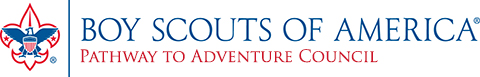 BOY SCOUTS OF AMERICA®
PATHWAY TO ADVENTURE COUNCIL